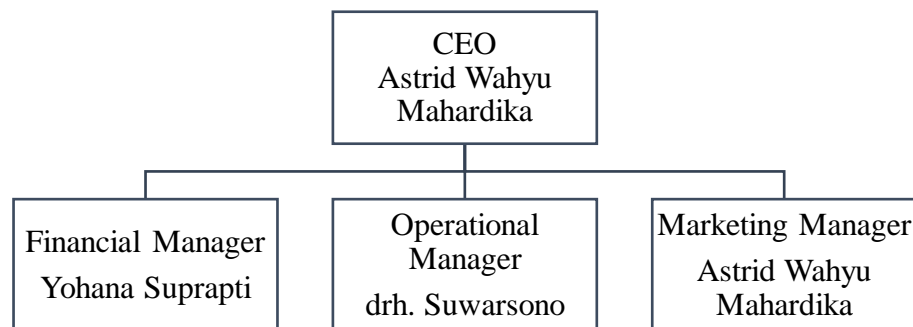 CEO
Astrid Wahyu
Mahardika
Financial Manager
Yohana Suprapti
Operational
Manager
drh. Suwarsono
Marketing Manager
Astrid Wahyu
Mahardika